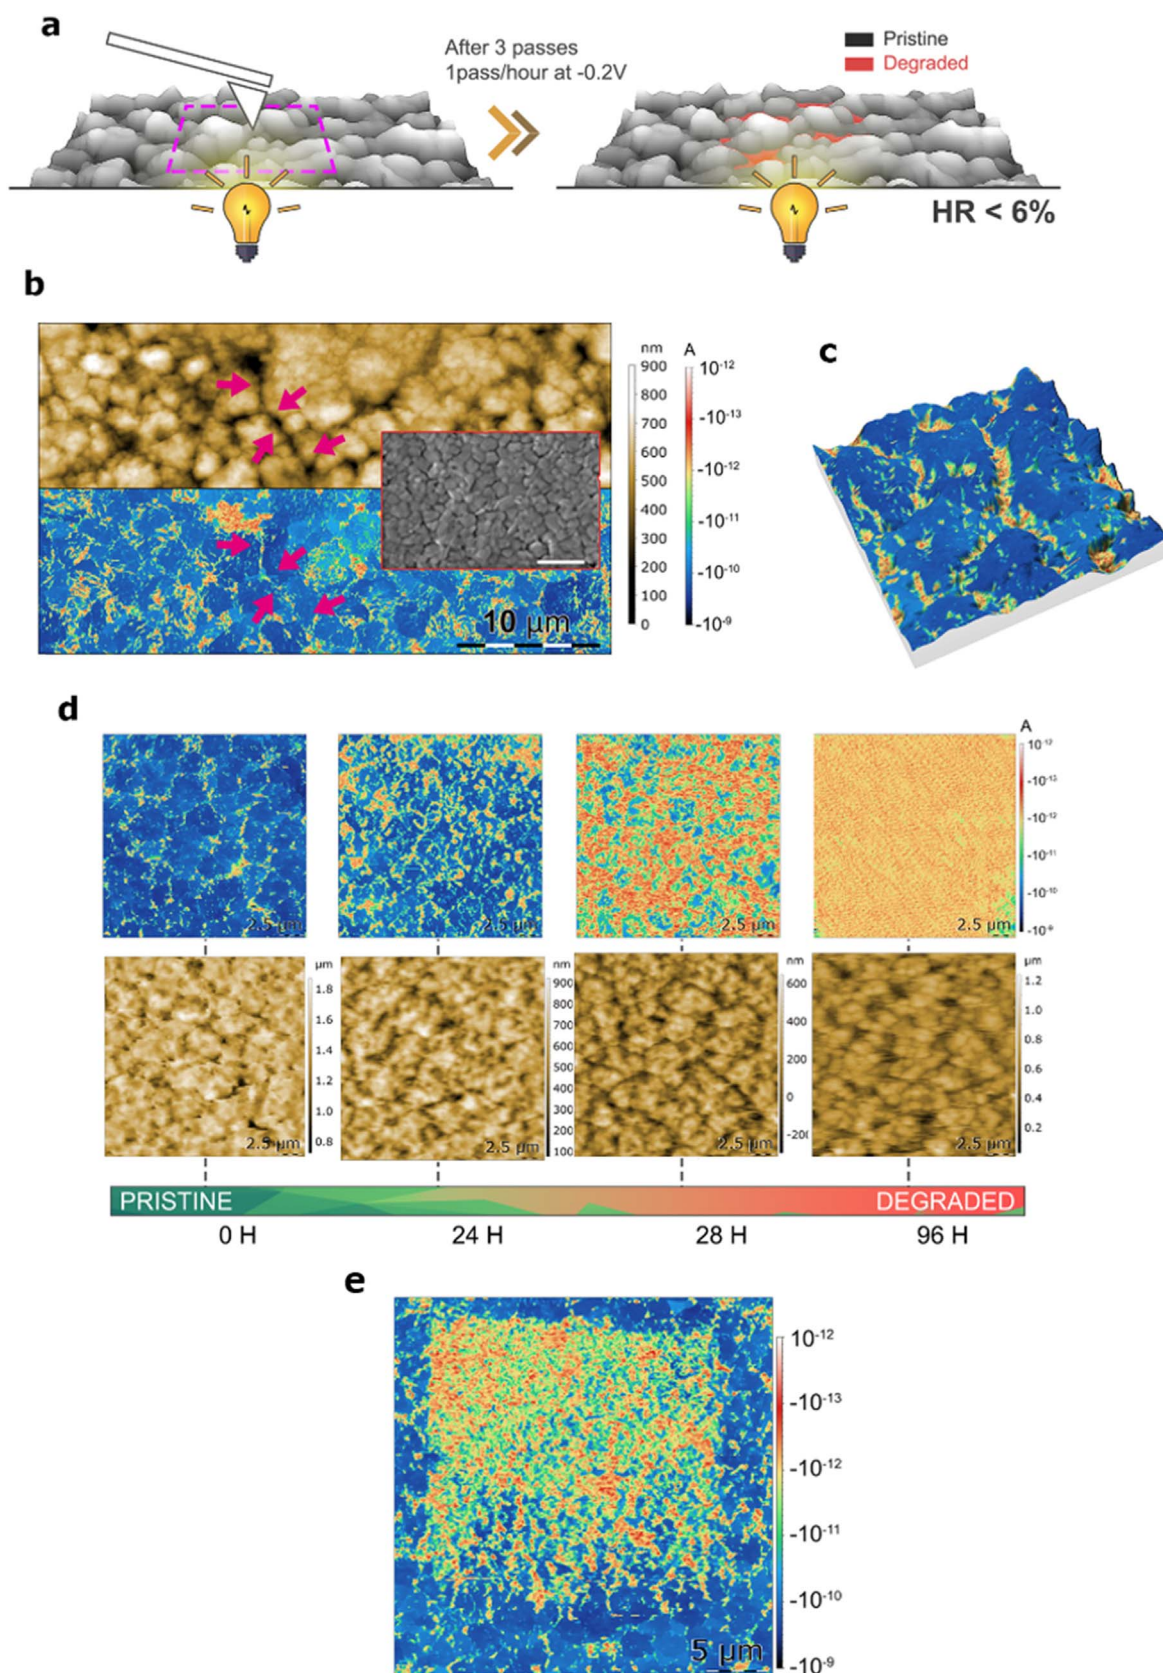 a
After 3 passes
1pass/hour at -0.2V
Pristine
Degraded
HR < 6%
b
nm
900
800
700
600
500
400
300
200
100
0
A
10⁻¹²
-10⁻¹³
-10⁻¹²
-10⁻¹¹
-10⁻¹⁰
-10⁻⁹
10 µm
c
d
2.5 µm
2.5 µm
2.5 µm
2.5 µm
A
10⁻¹²
-10⁻¹³
-10⁻¹²
-10⁻¹¹
-10⁻¹⁰
-10⁻⁹
µm
1.8
1.6
1.4
1.2
1.0
0.8
2.5 µm
nm
900
800
700
600
500
400
300
200
100
2.5 µm
nm
600
400
200
0
-200
2.5 µm
µm
1.2
1.0
0.8
0.6
0.4
0.2
2.5 µm
PRISTINE
DEGRADED
0 H
24 H
28 H
96 H
e
10⁻¹²
-10⁻¹³
-10⁻¹²
-10⁻¹¹
-10⁻¹⁰
-10⁻⁹
5 µm